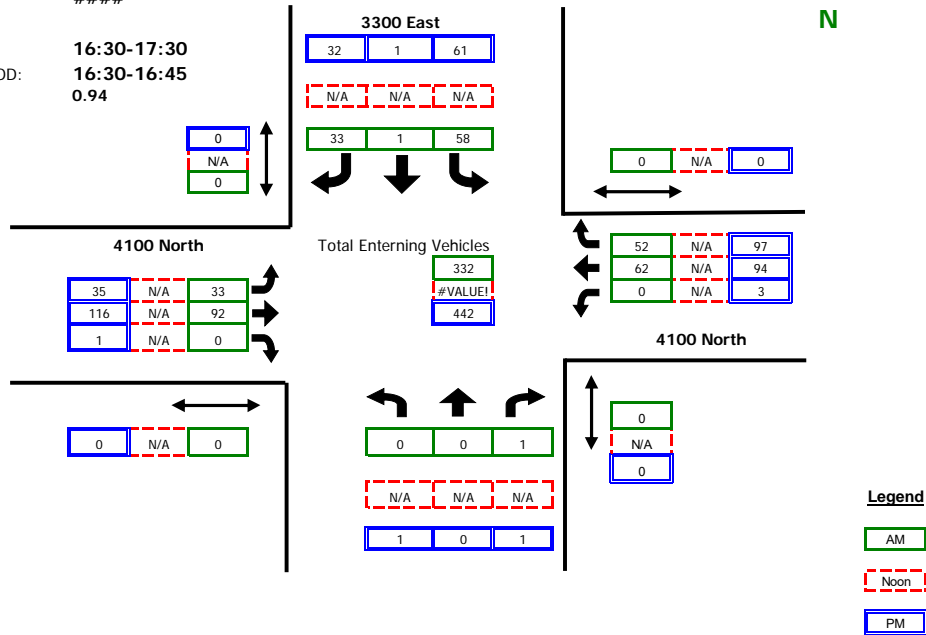 ####
3300 East
N
16:30-17:30
32 1 61
OD:
16:30-16:45
0.94
N/A N/A N/A
0
33 1 58
N/A
0 N/A 0
0
4100 North
Total Enterning Vehicles
52 N/A 97
332
62 N/A 94
35 N/A 33
#VALUE!
0 N/A 3
116 N/A 92
442
1 N/A 0
4100 North
0
0 N/A 0
0 0 1
N/A
0
N/A N/A N/A
Legend
1 0 1
AM
Noon
PM